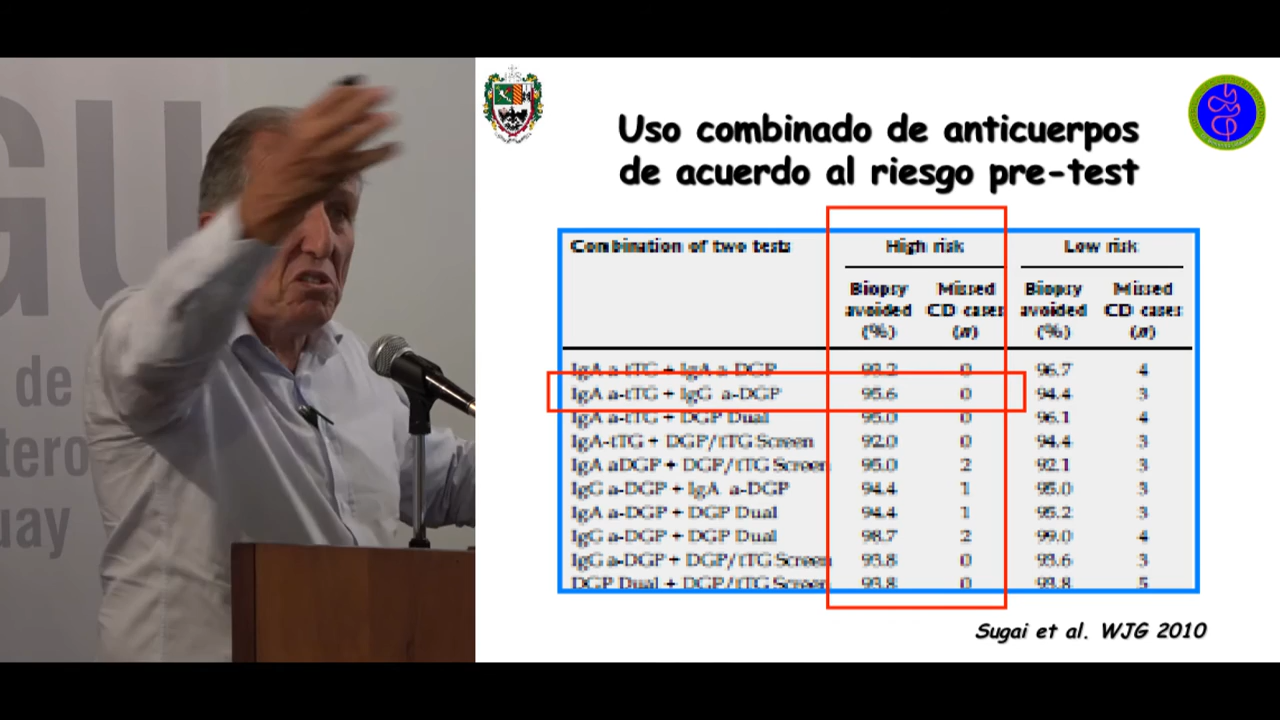 GU
de
tero
uay
Uso combinado de anticuerpos
de acuerdo al riesgo pre-test
Combination of two tests High risk Low risk
Biopsy avoided (%) Missed CD cases (n) Biopsy avoided (%) Missed CD cases (n)
IgA a-tTG + IgA a-DGP 93.2 0 96.7 4
IgA a-tTG + IgG a-DGP 95.6 0 94.4 3
IgA a-tTG + DGP Dual 95.0 0 96.1 4
IgA-tTG + DGP/tTG Screen 92.0 0 94.4 3
IgA aDGP + DGP/tTG Screen 95.0 2 92.1 3
IgG a-DGP + IgA a-DGP 94.4 1 95.0 3
IgA a-DGP + DGP Dual 94.4 1 95.2 3
IgG a-DGP + DGP Dual 98.7 2 99.0 4
IgG a-DGP + DGP/tTG Screen 93.8 0 93.6 3
DGP Dual + DGP/tTG Screen 93.8 0 93.8 5
Sugai et al. WJG 2010